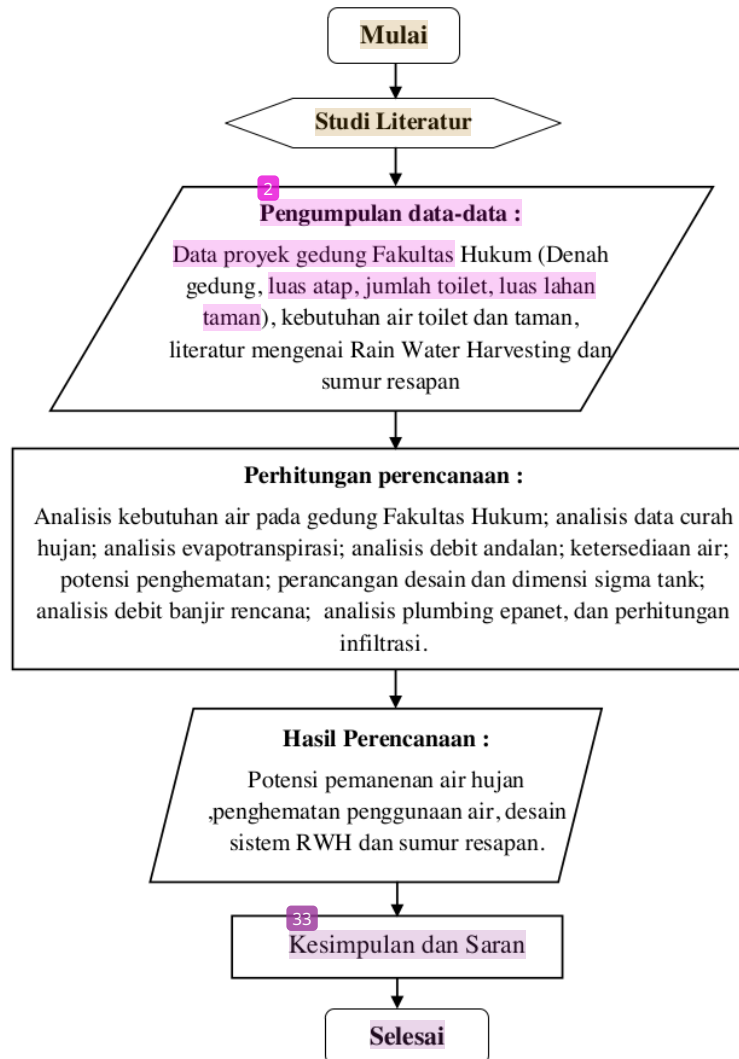 Mulai
Studi Literatur
2
Pengumpulan data-data :
Data proyek gedung Fakultas Hukum (Denah
gedung, luas atap, jumlah toilet, luas lahan
taman), kebutuhan air toilet dan taman,
literatur mengenai Rain Water Harvesting dan
sumur resapan
Perhitungan perencanaan :
Analisis kebutuhan air pada gedung Fakultas Hukum; analisis data curah
hujan; analisis evapotranspirasi; analisis debit andalan; ketersediaan air;
potensi penghematan; perancangan desain dan dimensi sigma tank;
analisis debit banjir rencana;  analisis plumbing epanet, dan perhitungan
infiltrasi.
Hasil Perencanaan :
Potensi pemanenan air hujan
,penghematan penggunaan air, desain
sistem RWH dan sumur resapan.
33
Kesimpulan dan Saran
Selesai